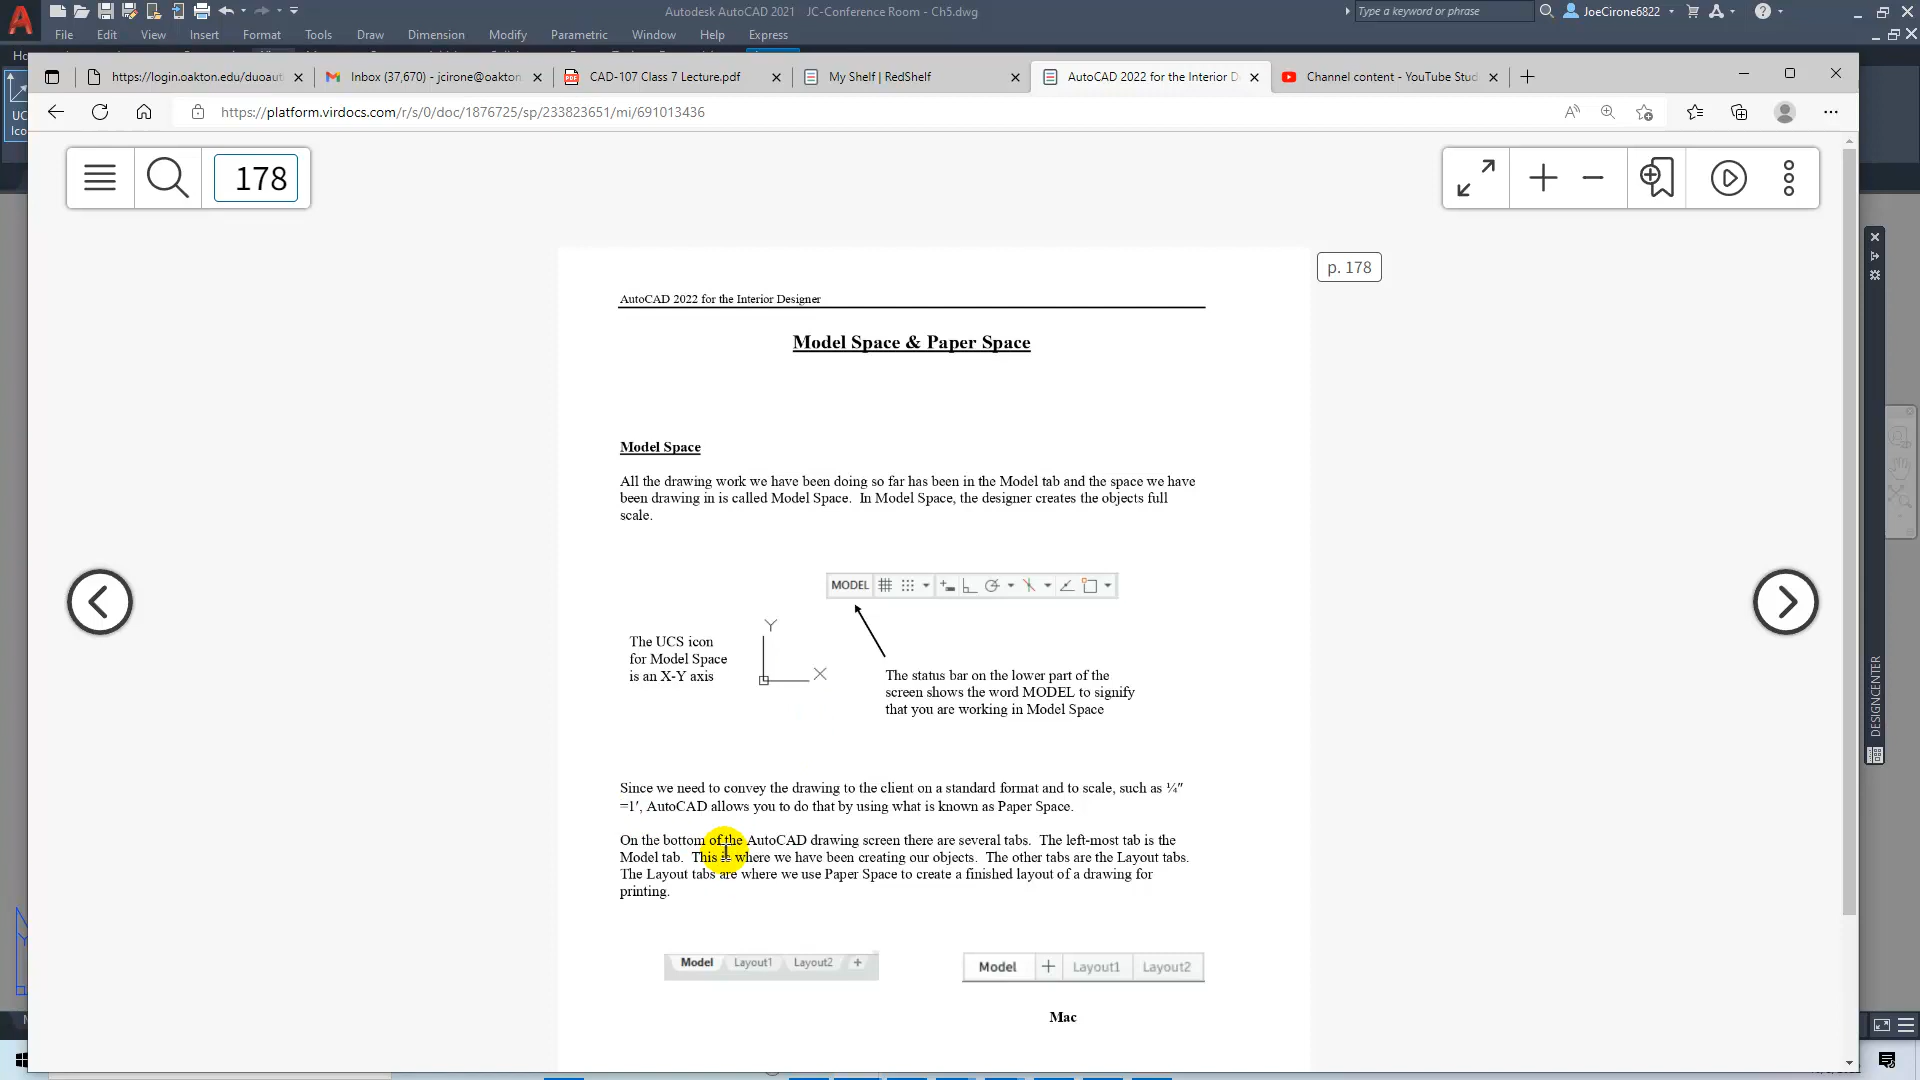 Autodesk AutoCAD 2021 JC-Conference Room - Ch5.dwg
Type a keyword or phrase
JoeCirone6822
File Edit View Insert Format Tools Draw Dimension Modify Parametric Window Help Express
https://login.oakton.edu/duoaut
Inbox (37,670) - jcirone@oakton
CAD-107 Class 7 Lecture.pdf
My Shelf | RedShelf
AutoCAD 2022 for the Interior D
Channel content - YouTube Stud
https://platform.virdocs.com/r/s/0/doc/1876725/sp/233823651/mi/691013436
178
p. 178
AutoCAD 2022 for the Interior Designer
Model Space & Paper Space
Model Space
All the drawing work we have been doing so far has been in the Model tab and the space we have
been drawing in is called Model Space. In Model Space, the designer creates the objects full
scale.
MODEL
Y
X
The UCS icon
for Model Space
is an X-Y axis
The status bar on the lower part of the
screen shows the word MODEL to signify
that you are working in Model Space
Since we need to convey the drawing to the client on a standard format and to scale, such as ¼″
=1′, AutoCAD allows you to do that by using what is known as Paper Space.
On the bottom of the AutoCAD drawing screen there are several tabs. The left-most tab is the
Model tab. This is where we have been creating our objects. The other tabs are the Layout tabs.
The Layout tabs are where we use Paper Space to create a finished layout of a drawing for
printing.
Model Layout1 Layout2 +
Model + Layout1 Layout2
Mac
DESIGNCENTER